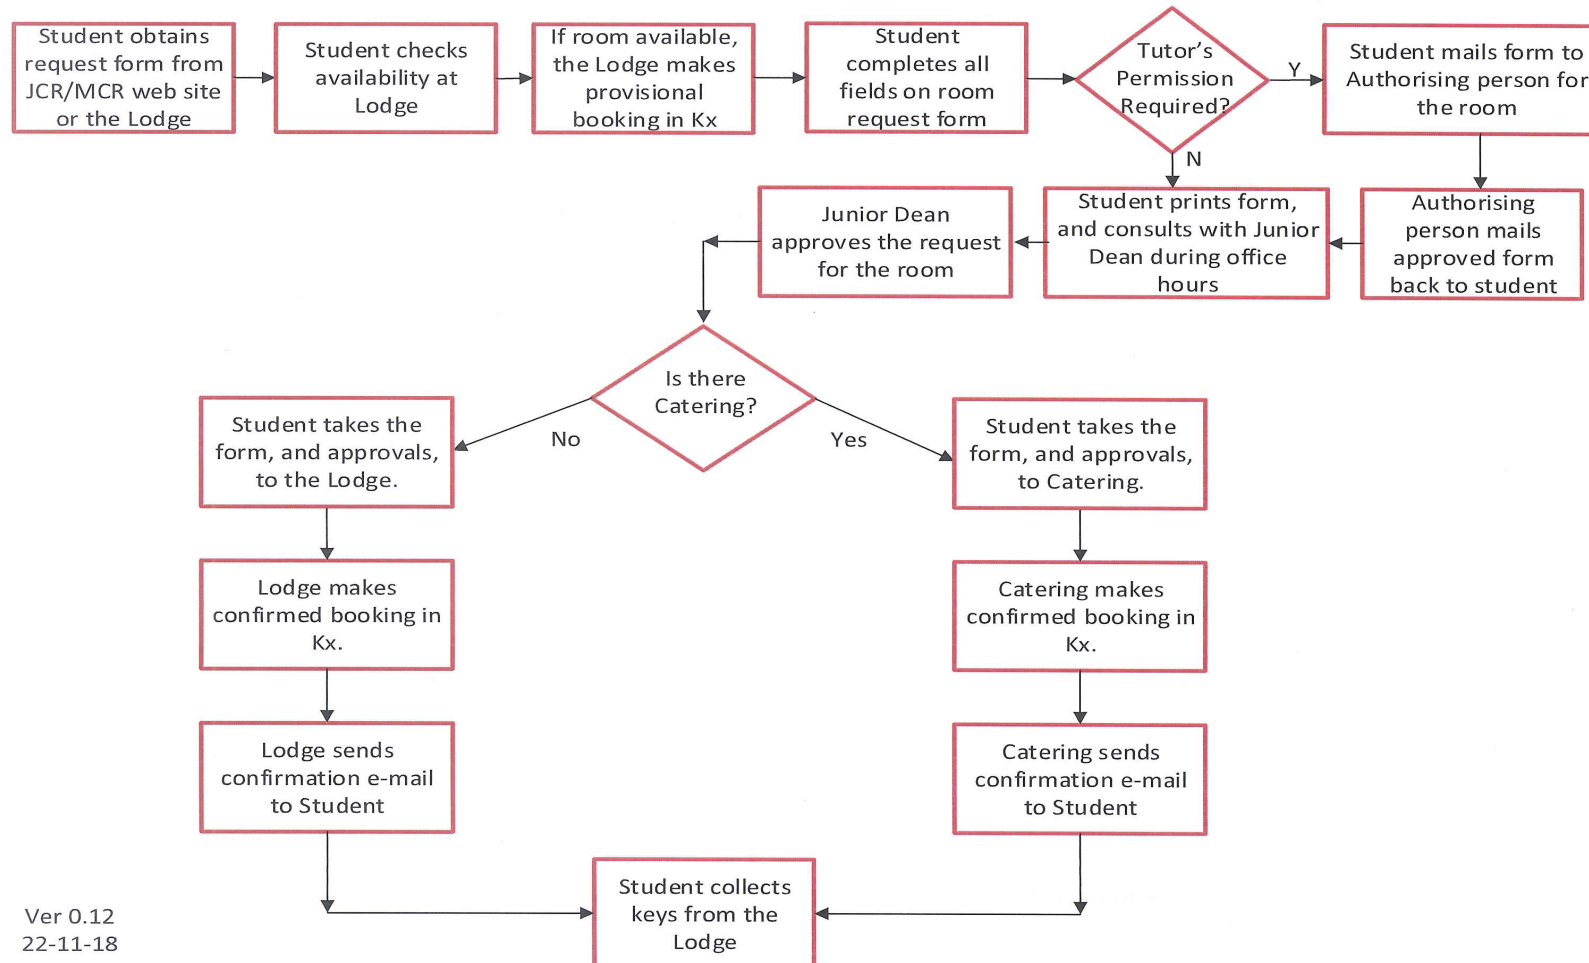 Student obtains
request form from
JCR/MCR web site
or the Lodge
Student checks
availability at
Lodge
If room available,
the Lodge makes
provisional
booking in Kx
Student
completes all
fields on room
request form
Tutor's
Permission
Required?
Y
Student mails form to
Authorising person for
the room
N
Junior Dean
approves the request
for the room
Student prints form,
and consults with Junior
Dean during office
hours
Authorising
person mails
approved form
back to student
Is there
Catering?
No
Yes
Student takes the
form, and approvals,
to the Lodge.
Student takes the
form, and approvals,
to Catering.
Lodge makes
confirmed booking in
Kx.
Catering makes
confirmed booking in
Kx.
Lodge sends
confirmation e-mail
to Student
Catering sends
confirmation e-mail
to Student
Student collects
keys from the
Lodge
Ver 0.12
22-11-18